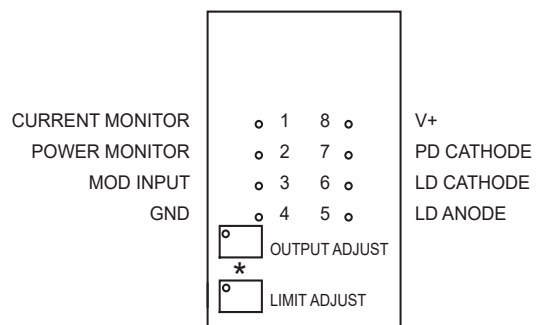 CURRENT MONITOR 1 8 V+
POWER MONITOR 2 7 PD CATHODE
MOD INPUT 3 6 LD CATHODE
GND 4 5 LD ANODE
OUTPUT ADJUST
*
LIMIT ADJUST